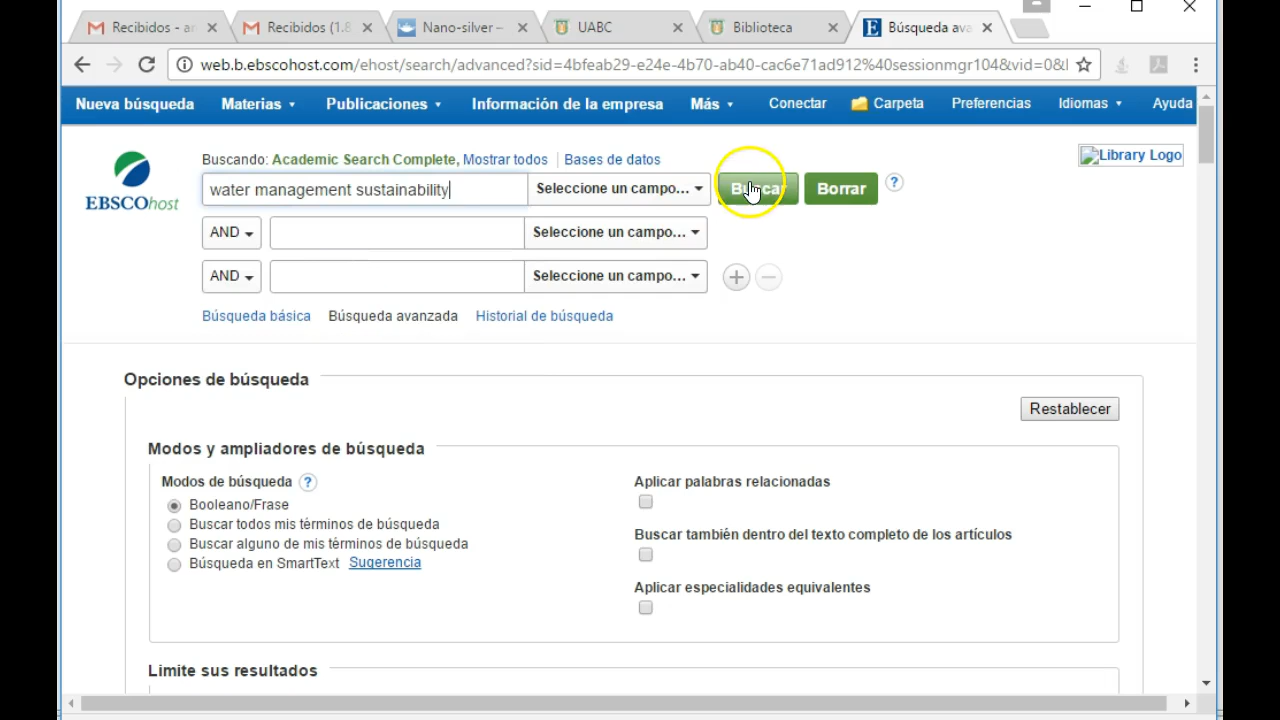 Recibidos - ar
Recibidos (1.8
Nano-silver –
UABC
Biblioteca
Búsqueda ava
web.b.ebscohost.com/ehost/search/advanced?sid=4bfeab29-e24e-4b70-ab40-cac6e71ad912%40sessionmgr104&vid=0&l
Nueva búsqueda Materias Publicaciones Información de la empresa Más Conectar Carpeta Preferencias Idiomas Ayuda
Buscando: Academic Search Complete, Mostrar todos | Bases de datos
Library Logo
EBSCOhost
water management sustainability Seleccione un campo... Buscar Borrar ?
AND Seleccione un campo...
AND Seleccione un campo... + −
Búsqueda básica Búsqueda avanzada Historial de búsqueda
Opciones de búsqueda
Restablecer
Modos y ampliadores de búsqueda
Modos de búsqueda ?
Booleano/Frase
Buscar todos mis términos de búsqueda
Buscar alguno de mis términos de búsqueda
Búsqueda en SmartText Sugerencia
Aplicar palabras relacionadas
Buscar también dentro del texto completo de los artículos
Aplicar especialidades equivalentes
Limite sus resultados